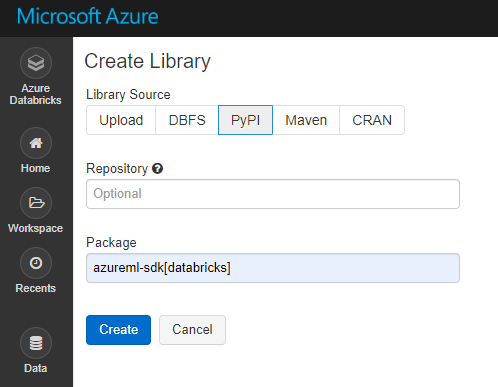 Microsoft Azure
Azure
Databricks
Home
Workspace
Recents
Data
Create Library
Library Source
Upload
DBFS
PyPI
Maven
CRAN
Repository ?
Optional
Package
azureml-sdk[databricks]
Create
Cancel